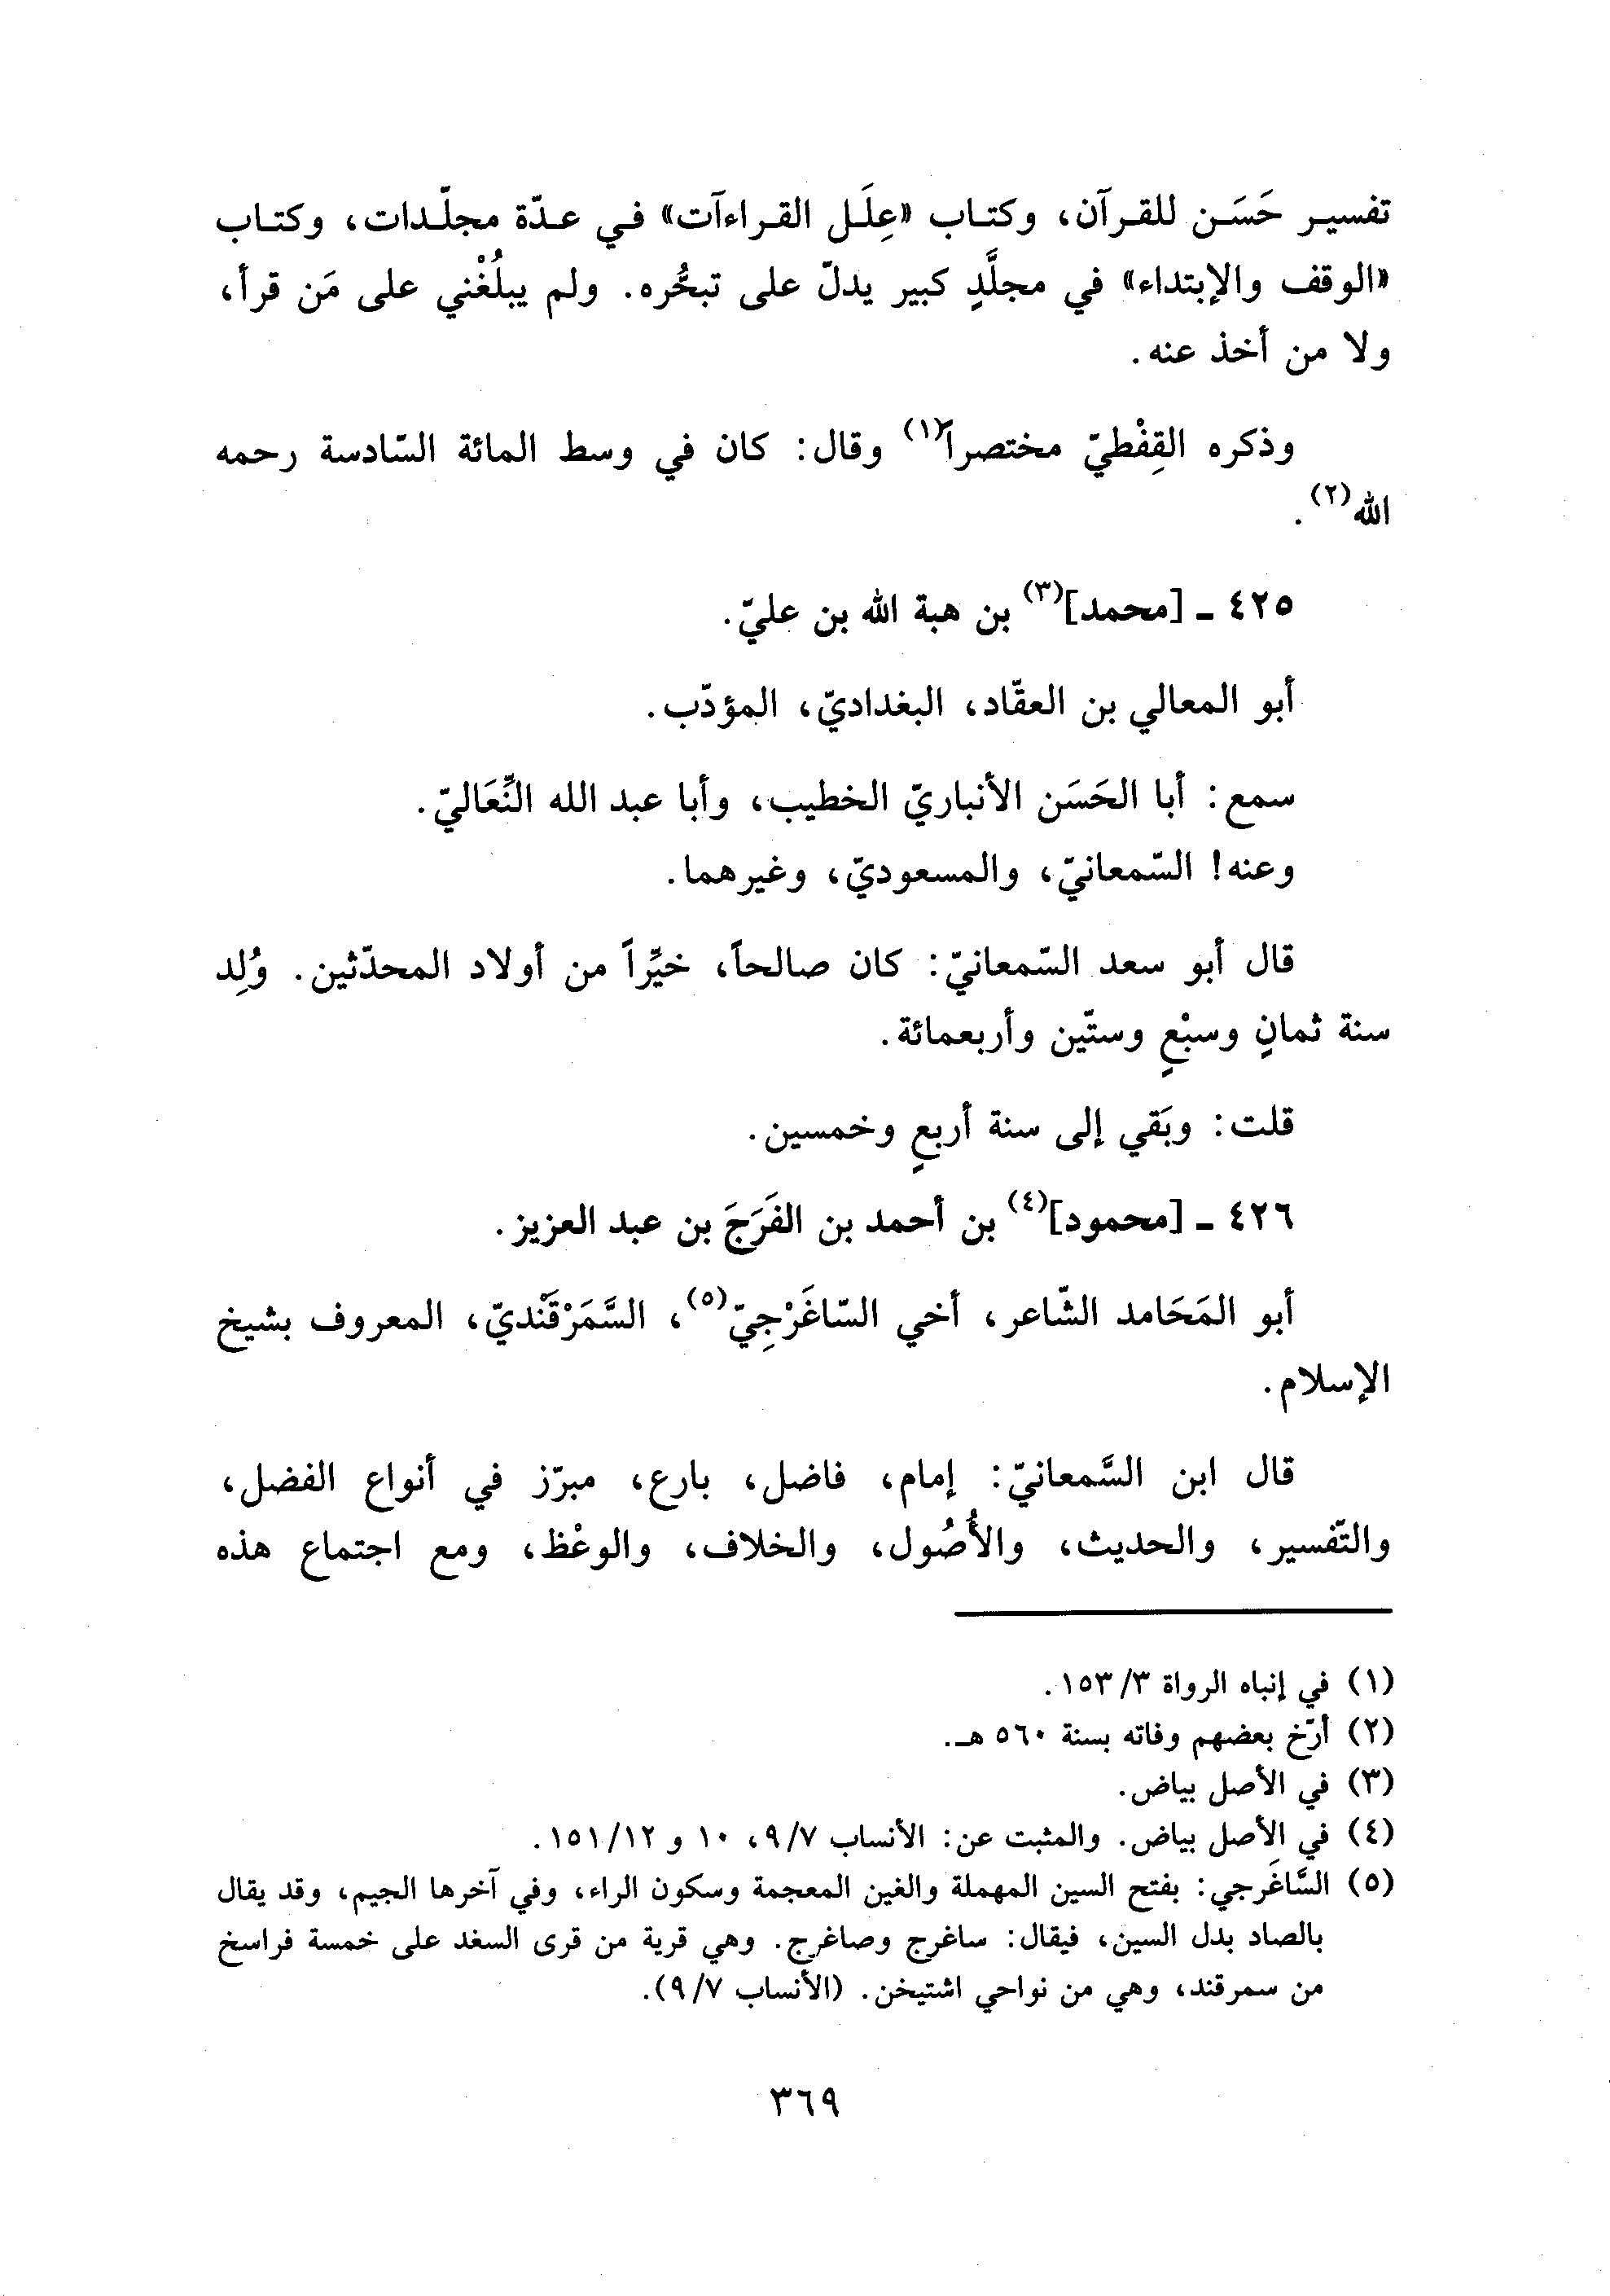 تفسير حَسَن للقرآن، وكتاب «عِلَل القراءآت» في عدّة مجلّدات، وكتاب
«الوقف والإبتداء» في مجلَّدٍ كبير يدلّ على تبحُّره. ولم يبلُغْني على مَن قرأ،
ولا من أخذ عنه.
وذكره القِفْطيّ مختصراً(١) وقال: كان في وسط المائة السّادسة رحمه
الله(٢).
٤٢٥ ـ [محمد](٣) بن هبة الله بن عليّ.
أبو المعالي بن العقّاد، البغداديّ، المؤدّب.
سمع: أبا الحَسَن الأنباريّ الخطيب، وأبا عبد الله النِّعَاليّ.
وعنه! السّمعانيّ، والمسعوديّ، وغيرهما.
قال أبو سعد السّمعانيّ: كان صالحاً، خيِّراً من أولاد المحدّثين. وُلِد
سنة ثمانٍ وسبْعٍ وستّين وأربعمائة.
قلت: وبَقي إلى سنة أربعٍ وخمسين.
٤٢٦ ـ [محمود](٤) بن أحمد بن الفَرَجَ بن عبد العزيز.
أبو المَحَامد الشّاعر، أخي السّاغَرْجِيّ(٥)، السَّمَرْقَنْديّ، المعروف بشيخ
الإسلام.
قال ابن السَّمعانيّ: إمام، فاضل، بارع، مبرّز في أنواع الفضل،
والتّفسير، والحديث، والأُصُول، والخلاف، والوعْظ، ومع اجتماع هذه
(١) في إنباه الرواة ٣/ ١٥٣.
(٢) أرّخ بعضهم وفاته بسنة ٥٦٠ هـ.
(٣) في الأصل بياض.
(٤) في الأصل بياض. والمثبت عن: الأنساب ٩/٧، ١٠ و ١٥١/١٢.
(٥) السَّاغَرجي: بفتح السين المهملة والغين المعجمة وسكون الراء، وفي آخرها الجيم، وقد يقال
بالصاد بدل السين، فيقال: ساغرج وصاغرج. وهي قرية من قرى السغد على خمسة فراسخ
من سمرقند، وهي من نواحي اشتيخن. (الأنساب ٩/٧).
٣٦٩